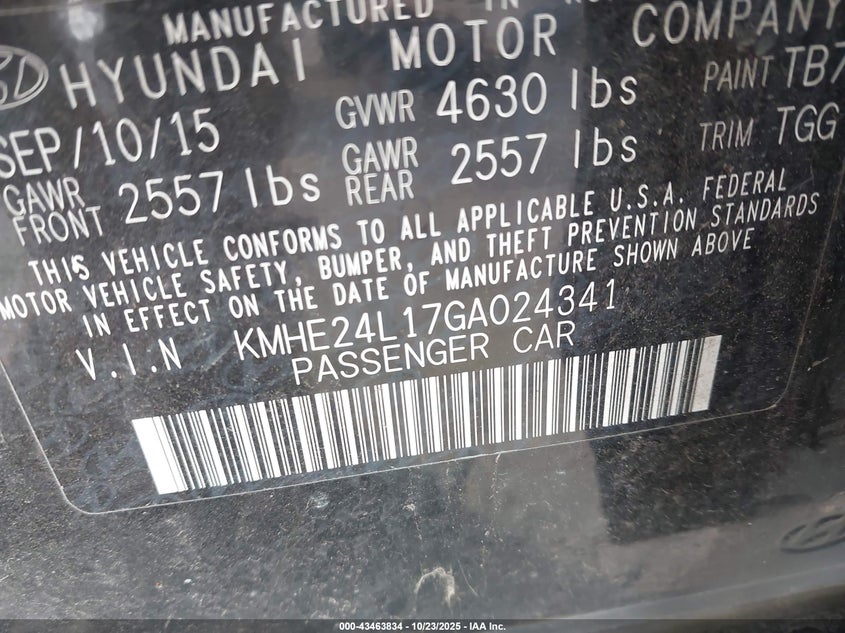 MANUFACTURED IN
HYUNDAI MOTOR COMPANY
SEP/10/15 GVWR 4630 lbs PAINT TB7
GAWR FRONT 2557 lbs GAWR REAR 2557 lbs TRIM TGG
THIS VEHICLE CONFORMS TO ALL APPLICABLE U.S.A. FEDERAL
MOTOR VEHICLE SAFETY, BUMPER, AND THEFT PREVENTION STANDARDS
IN EFFECT ON THE DATE OF MANUFACTURE SHOWN ABOVE
V.I.N KMHE24L17GA024341
PASSENGER CAR
000-43463834 - 10/23/2025 - IAA Inc.